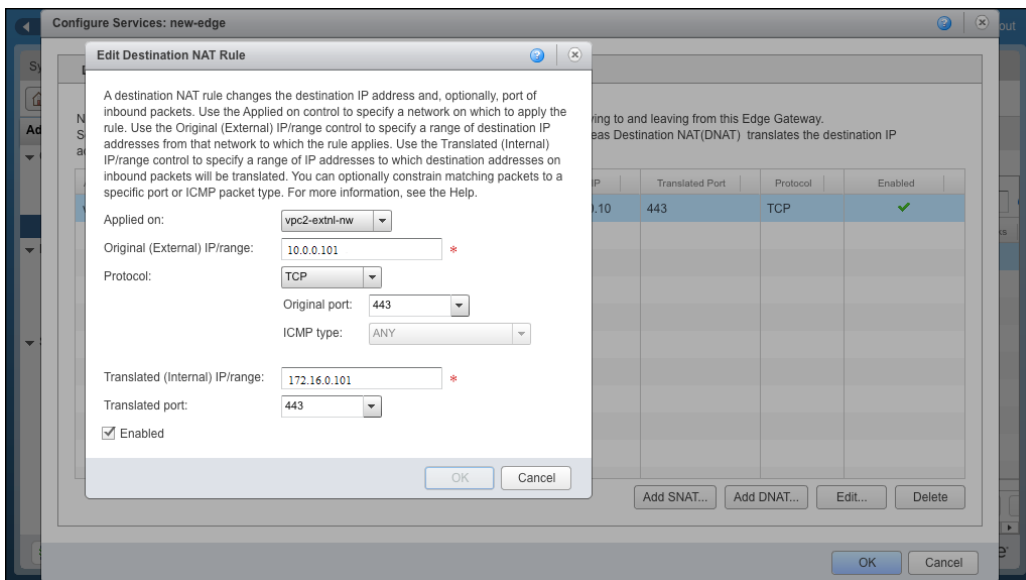 Configure Services: new-edge
out
Edit Destination NAT Rule
A destination NAT rule changes the destination IP address and, optionally, port of
inbound packets. Use the Applied on control to specify a network on which to apply the
rule. Use the Original (External) IP/range control to specify a range of destination IP
addresses from that network to which the rule applies. Use the Translated (Internal)
IP/range control to specify a range of IP addresses to which destination addresses on
inbound packets will be translated. You can optionally constrain matching packets to a
specific port or ICMP packet type. For more information, see the Help.
Applied on: vpc2-extnl-nw
Original (External) IP/range: 10.0.0.101 *
Protocol: TCP
Original port: 443
ICMP type: ANY
Translated (Internal) IP/range: 172.16.0.101 *
Translated port: 443
Enabled
OK Cancel
Sy
Ad
ving to and leaving from this Edge Gateway.
eas Destination NAT(DNAT) translates the destination IP
IP Translated Port Protocol Enabled
.10 443 TCP
Add SNAT... Add DNAT... Edit... Delete
OK Cancel